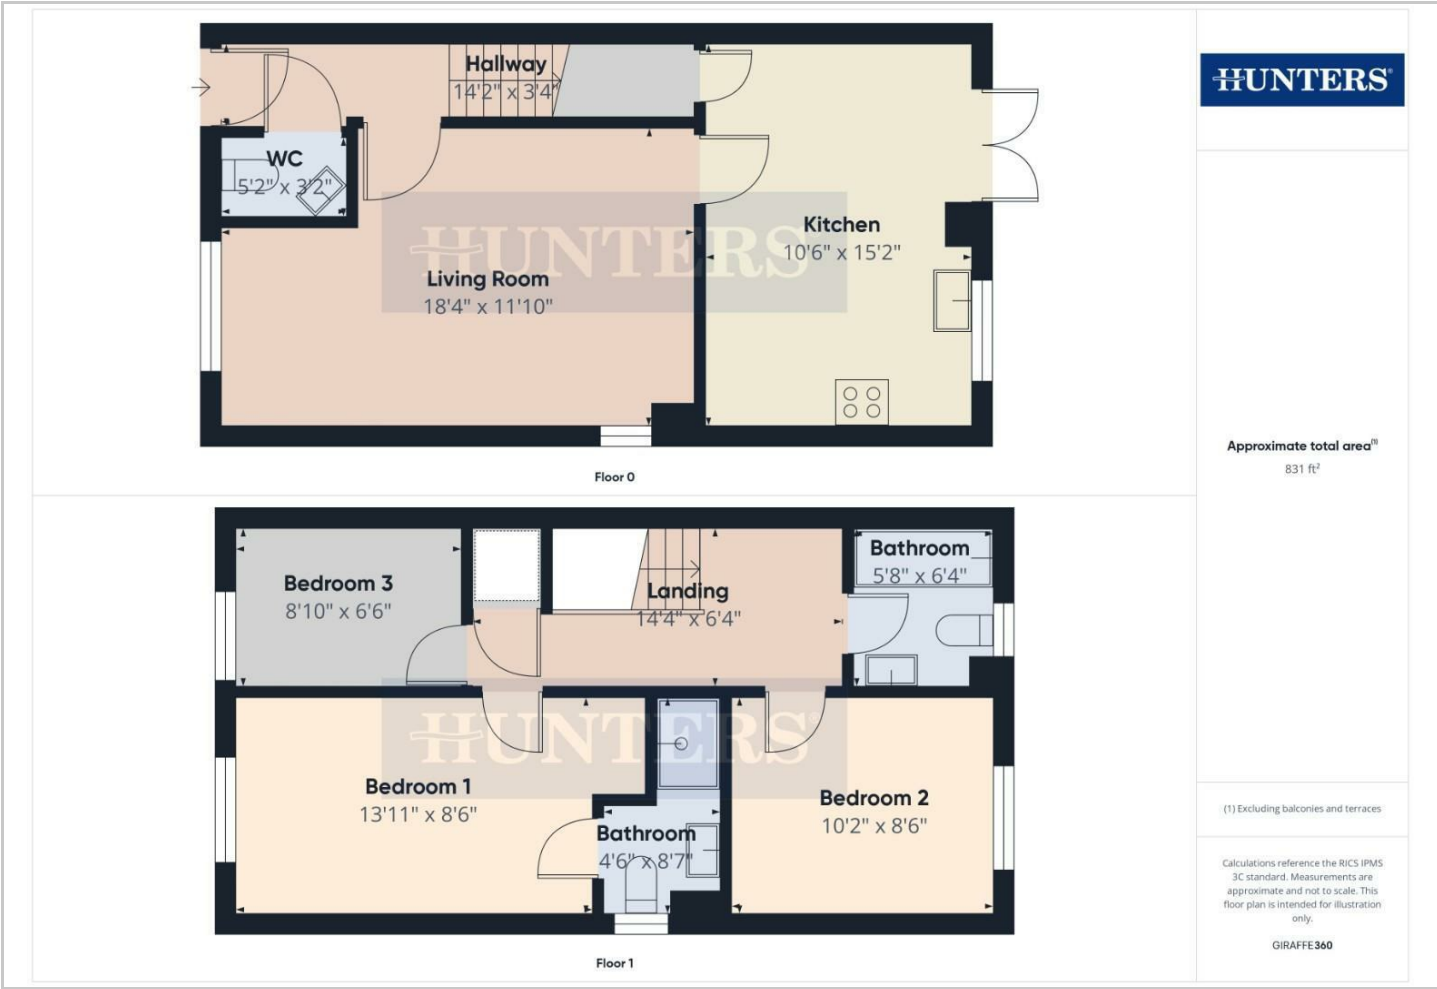 Hallway
14'2" x 3'4"
WC
5'2" x 3'2"
Kitchen
10'6" x 15'2"
HUNTERS
Living Room
18'4" x 11'10"
Floor 0
Bedroom 3
8'10" x 6'6"
Landing
14'4" x 6'4"
Bathroom
5'8" x 6'4"
HUNTERS
Bedroom 1
13'11" x 8'6"
Bathroom
4'6" x 8'7"
Bedroom 2
10'2" x 8'6"
Floor 1
HUNTERS®
Approximate total area(1)
831 ft²
(1) Excluding balconies and terraces
Calculations reference the RICS IPMS
3C standard. Measurements are
approximate and not to scale. This
floor plan is intended for illustration
only.
GIRAFFE360